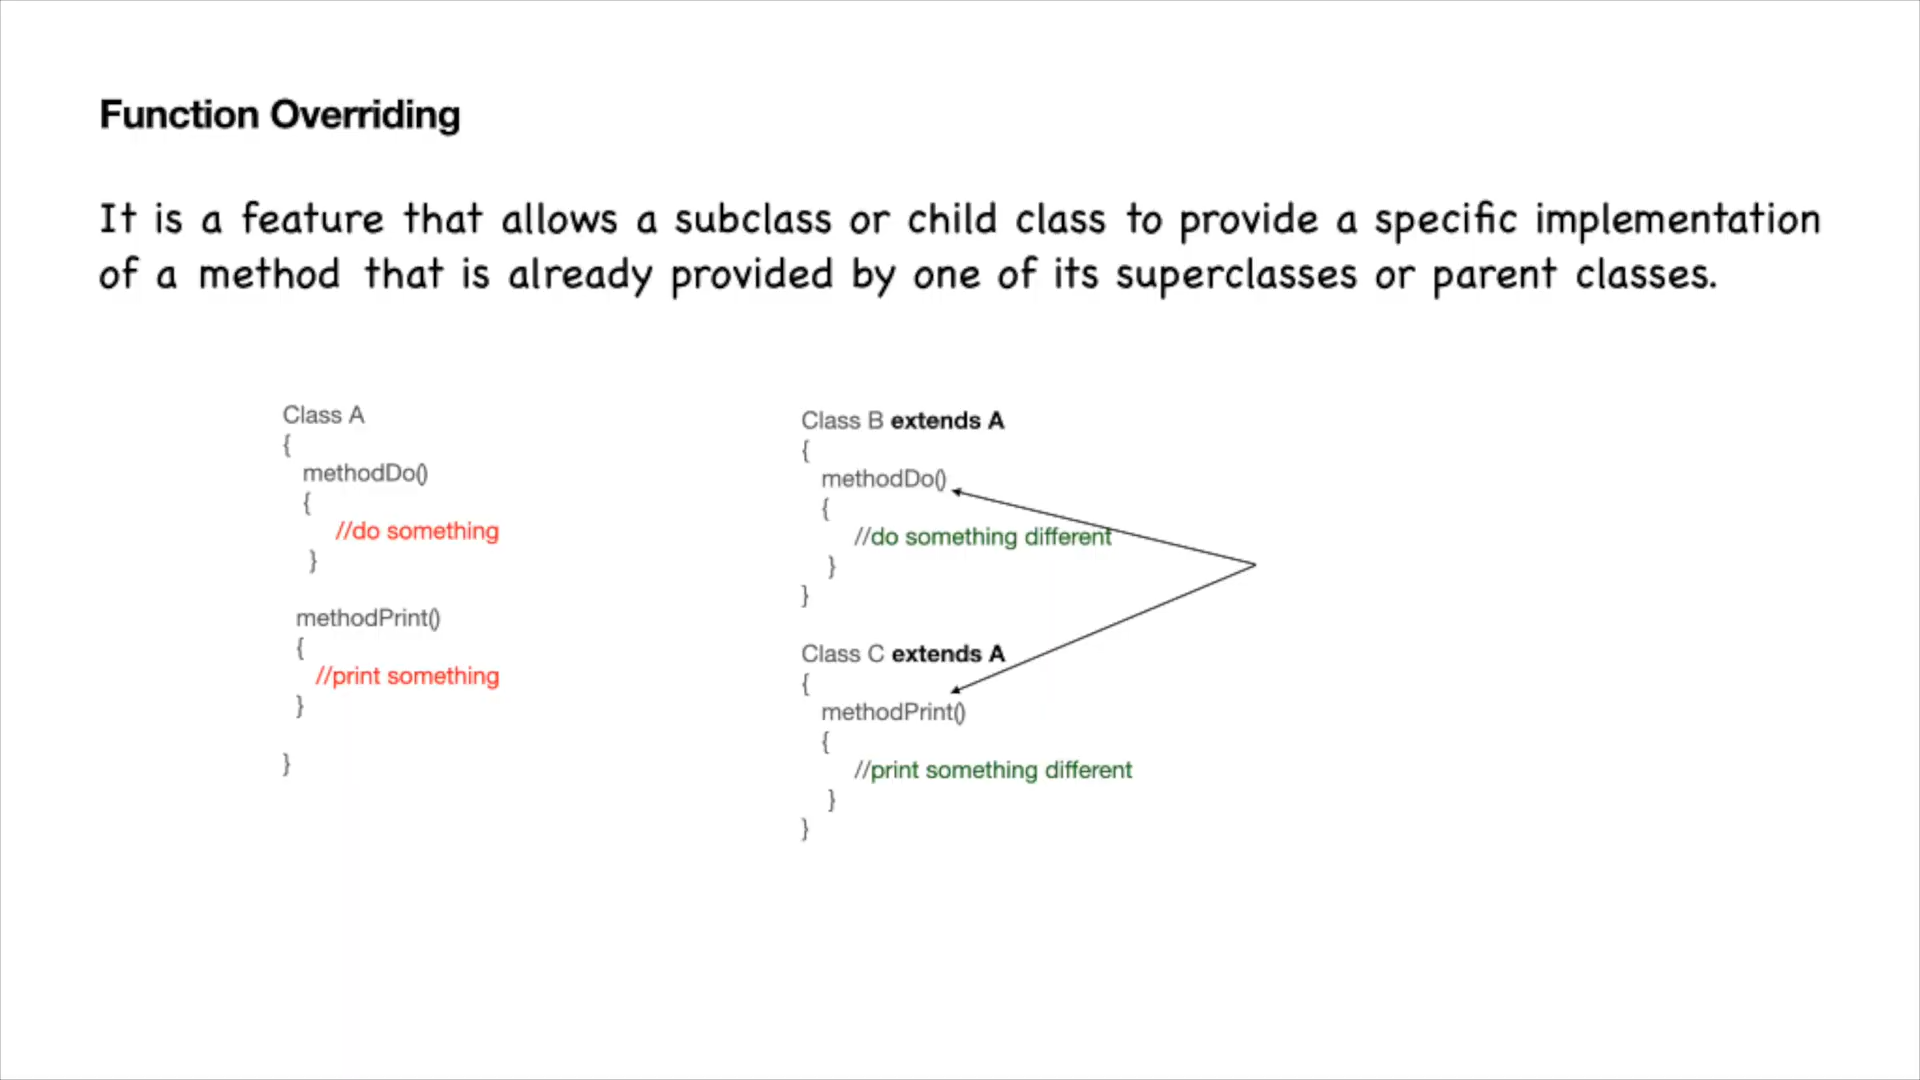 Function Overriding
It is a feature that allows a subclass or child class to provide a specific implementation
of a method that is already provided by one of its superclasses or parent classes.
Class A
{
methodDo()
{
//do something
}
methodPrint()
{
//print something
}
}
Class B extends A
{
methodDo()
{
//do something different
}
}
Class C extends A
{
methodPrint()
{
//print something different
}
}